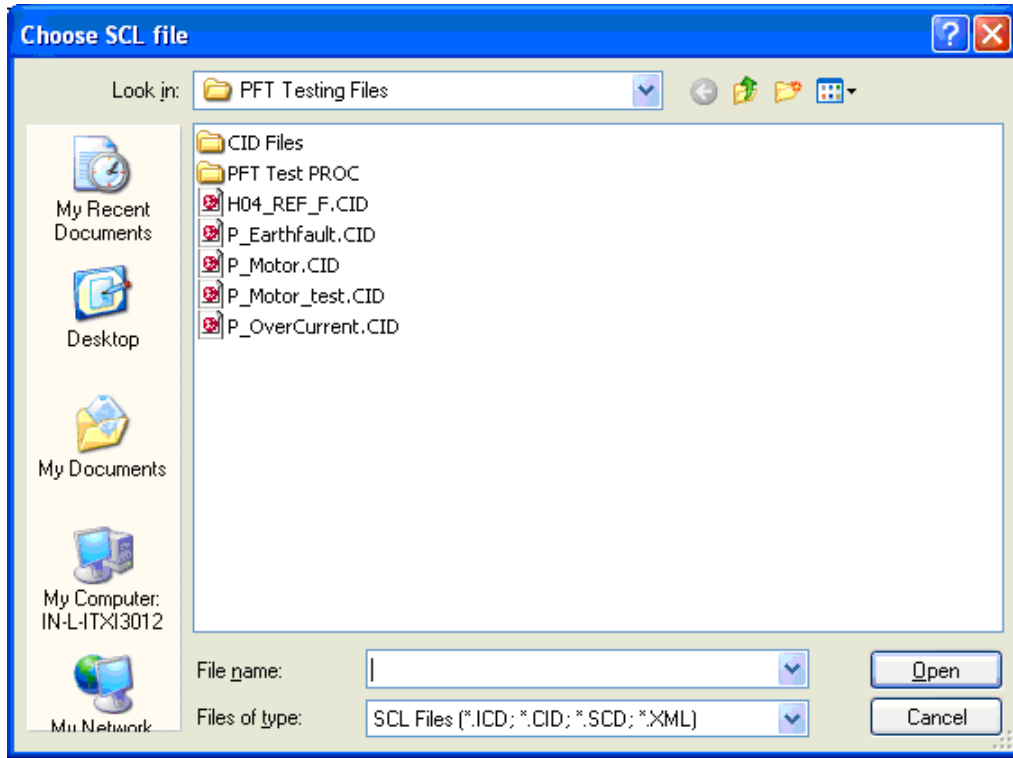 Choose SCL file
Look in:
PFT Testing Files
My Recent
Documents
Desktop
My Documents
My Computer:
IN-L-ITXI3012
My Network
CID Files
PFT Test PROC
H04_REF_F.CID
P_Earthfault.CID
P_Motor.CID
P_Motor_test.CID
P_OverCurrent.CID
File name:
Open
Files of type:
SCL Files (*.ICD; *.CID; *.SCD; *.XML)
Cancel